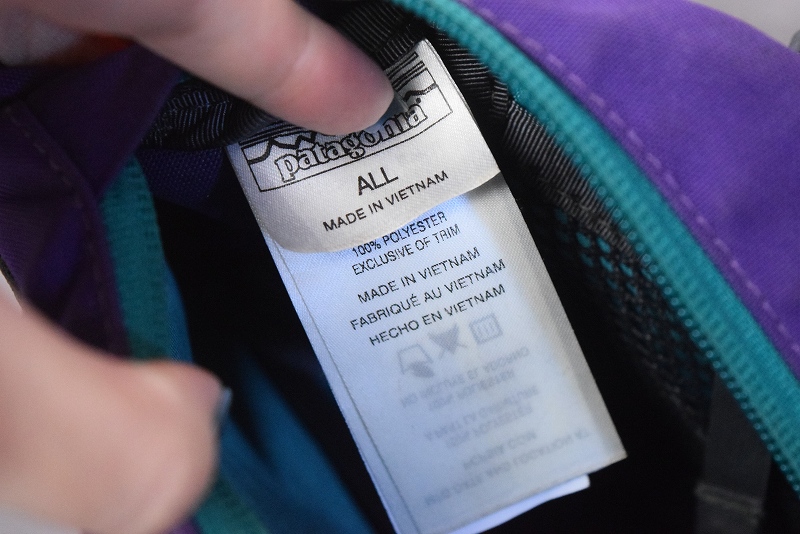 patagonia®
ALL
MADE IN VIETNAM
100% POLYESTER
EXCLUSIVE OF TRIM
MADE IN VIETNAM
FABRIQUÉ AU VIETNAM
HECHO EN VIETNAM